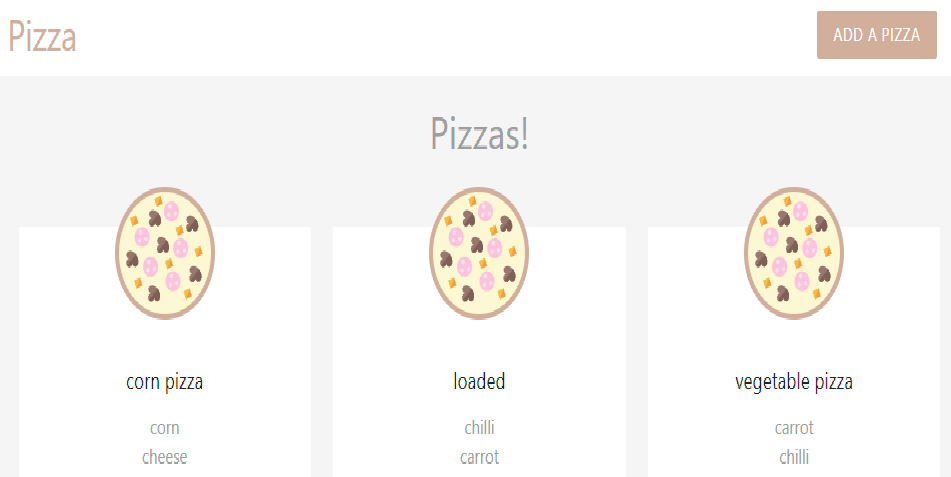 Pizza
ADD A PIZZA
Pizzas!
corn pizza
corn
cheese
loaded
chilli
carrot
vegetable pizza
carrot
chilli